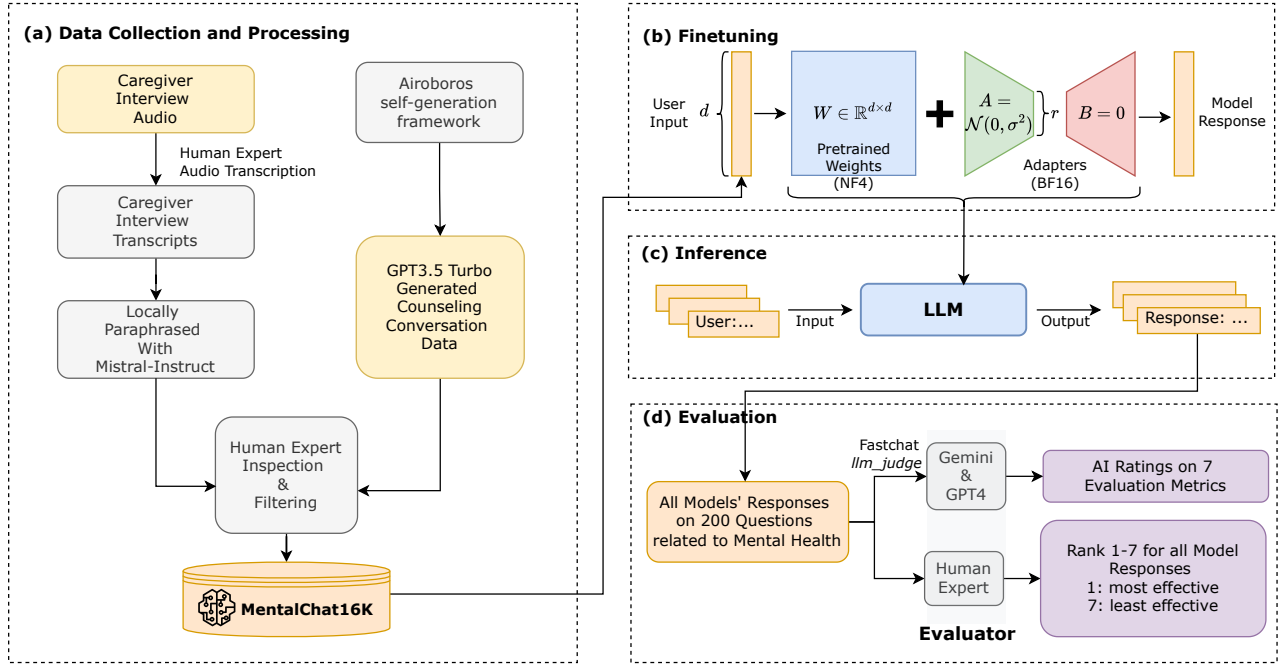 (a) Data Collection and Processing
Caregiver
Interview
Audio
Human Expert
Audio Transcription
Caregiver
Interview
Transcripts
Locally
Paraphrased
With
Mistral-Instruct
Airoboros
self-generation
framework
GPT3.5 Turbo
Generated
Counseling
Conversation
Data
Human Expert
Inspection
&
Filtering
MentalChat16K
(b) Finetuning
User
Input
d
W ∈ ℝ^{d×d}
Pretrained
Weights
(NF4)
+
A =
𝒩(0, σ²)
r
B = 0
Adapters
(BF16)
Model
Response
(c) Inference
User:...
Input
LLM
Output
Response: ...
(d) Evaluation
All Models' Responses
on 200 Questions
related to Mental Health
Fastchat
llm_judge
Gemini
&
GPT4
AI Ratings on 7
Evaluation Metrics
Human
Expert
Rank 1-7 for all Model
Responses
1: most effective
7: least effective
Evaluator